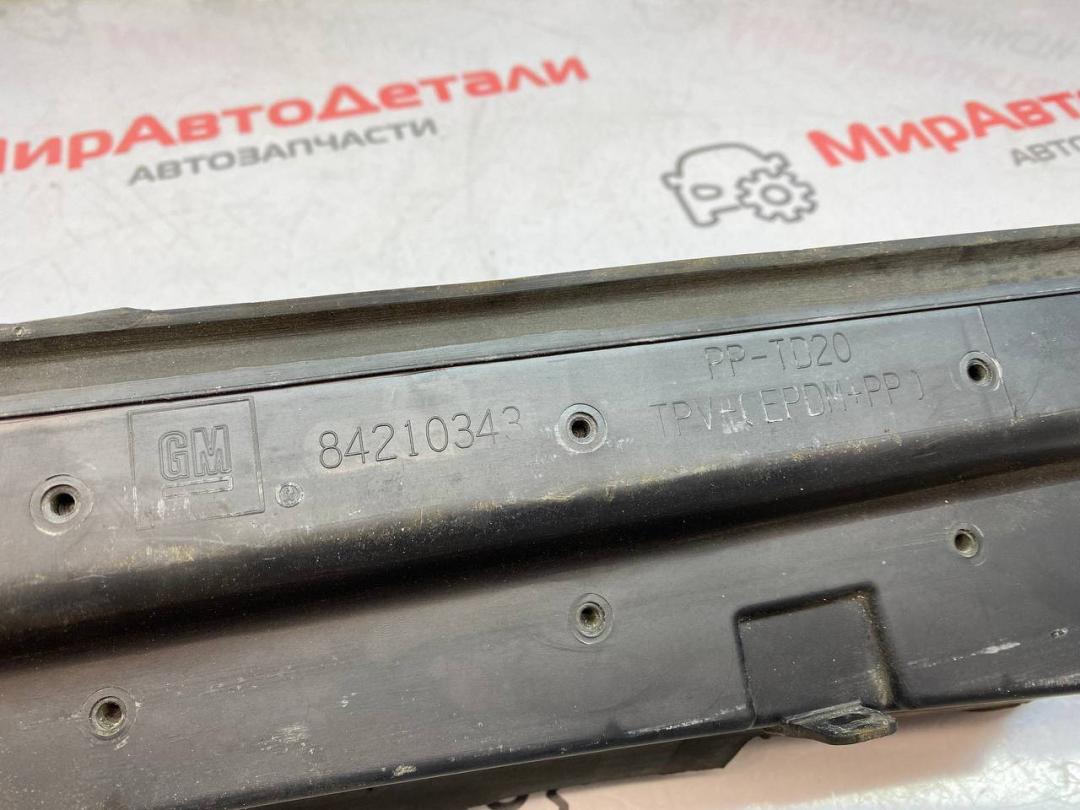 МирАвтоДетали
АВТОЗАПЧАСТИ
МирАвт
АВТО
GM
84210343
®
PP-TD20
TPV-(EPDM+PP)